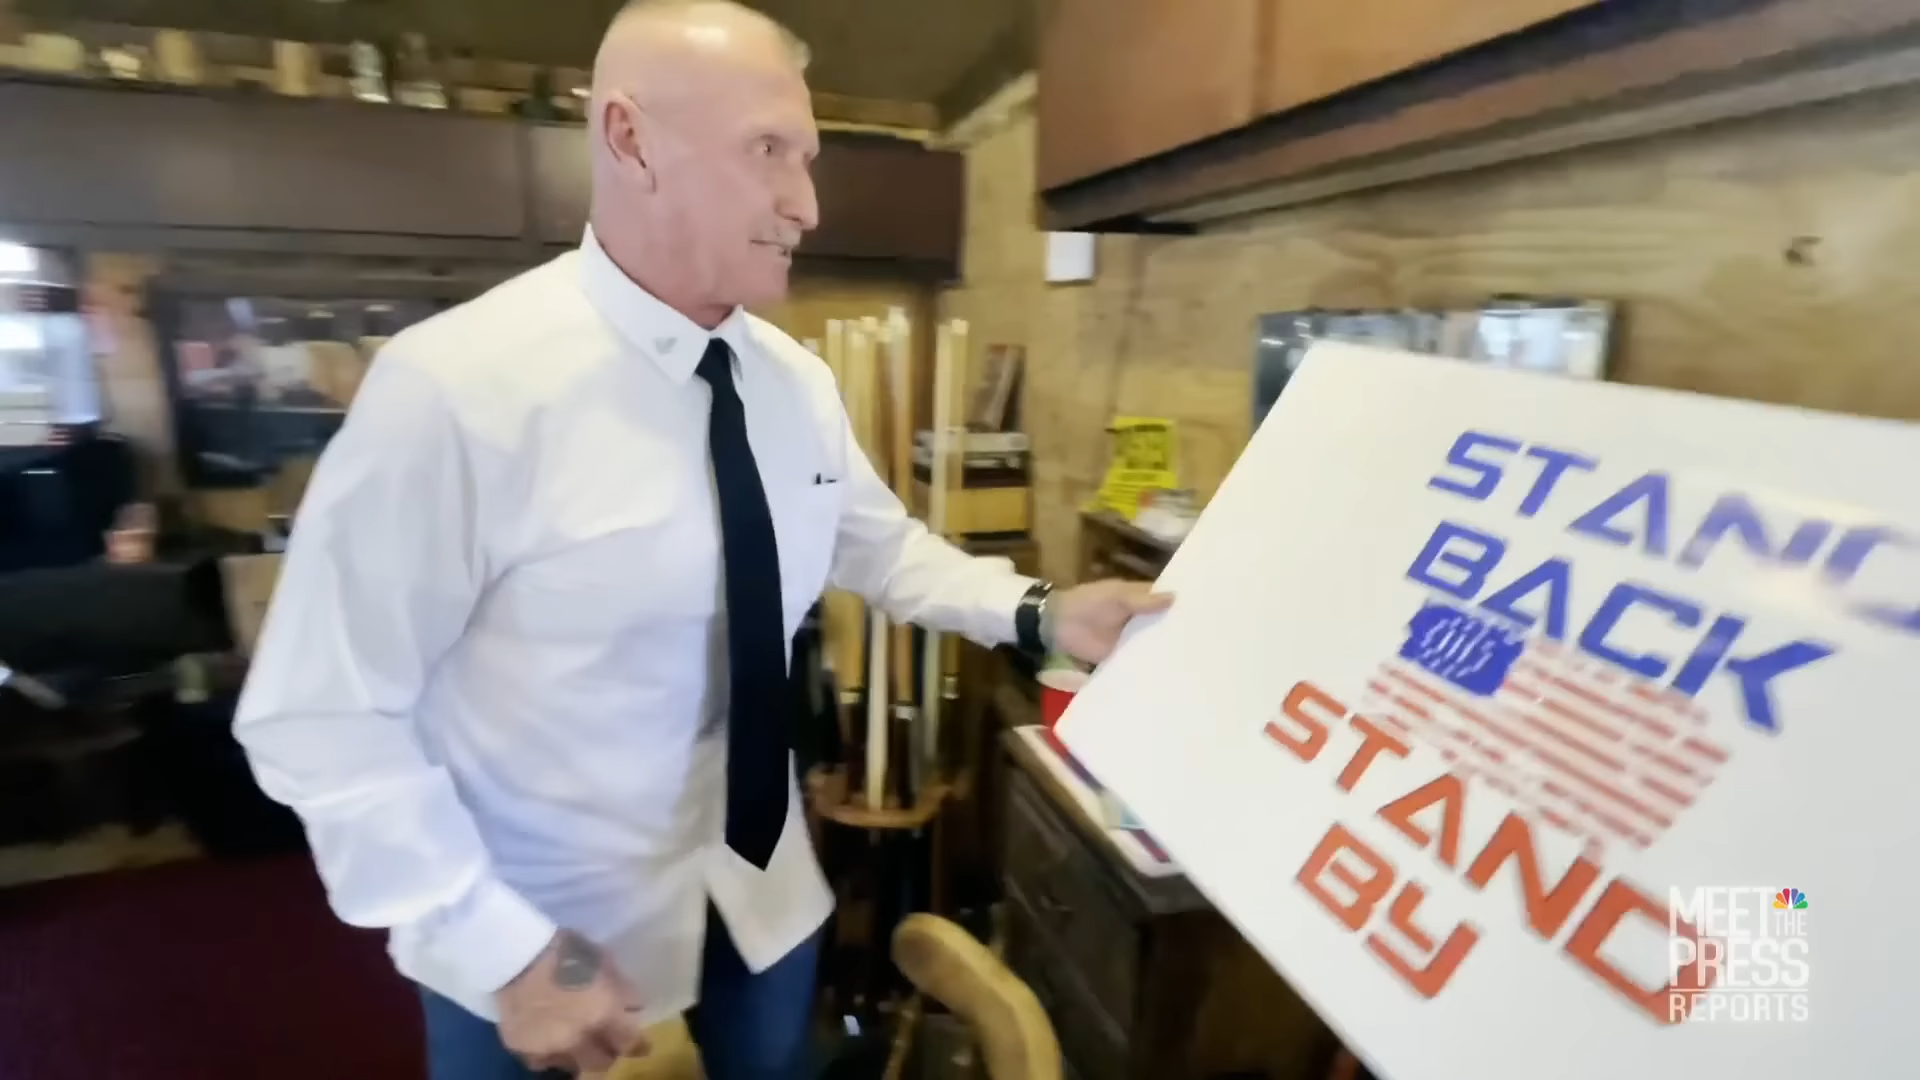 STAND
BACK
STAND
BY
MEET
THE
PRESS
REPORTS